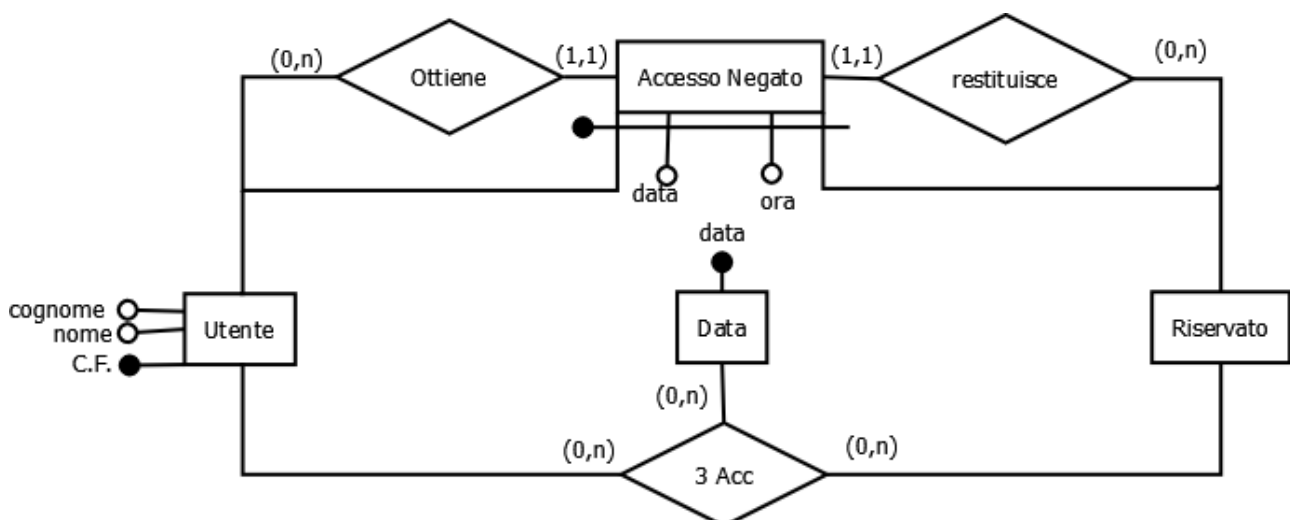 (0,n)
Ottiene
(1,1)
Accesso Negato
(1,1)
restituisce
(0,n)
data
ora
data
cognome
nome
C.F.
Utente
Data
Riservato
(0,n)
(0,n)
3 Acc
(0,n)